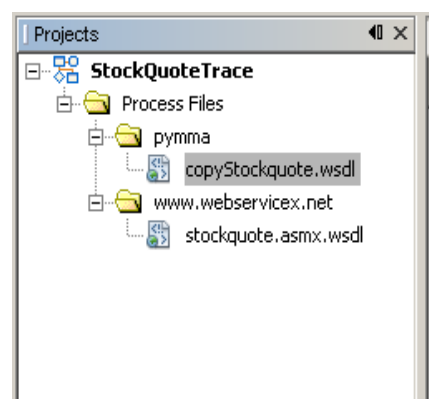 Projects
StockQuoteTrace
Process Files
pymma
copyStockquote.wsdl
www.webservicex.net
stockquote.asmx.wsdl